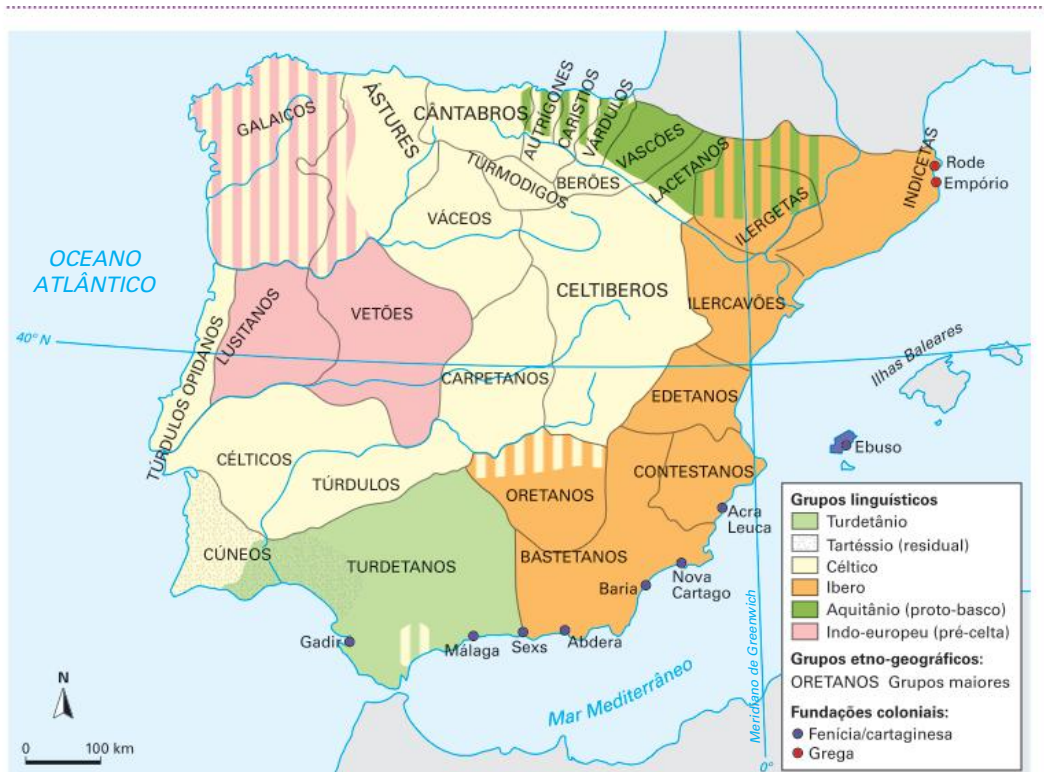 GALAICOS
ÁSTURES
CÂNTABROS
AUTRIGONES
CARISTIOS
VÁRDULOS
VASCÕES
LACETANOS
ILERGETAS
INDICETAS
Rode
Empório
TURMODIGOS
BERÕES
VÁCEOS
OCEANO
ATLÂNTICO
CELTIBEROS
ILERCAVÕES
LUSITANOS
VETÕES
40° N
TÚRDULOS OPIDANOS
CARPETANOS
EDETANOS
Ilhas Baleares
Ebuso
CÉLTICOS
TÚRDULOS
ORETANOS
CONTESTANOS
Acra
Leuca
CÚNEOS
TURDETANOS
BASTETANOS
Baria
Nova
Cartago
Gadir
Málaga
Sexs
Abdera
Mar Mediterrâneo
Meridiano de Greenwich
0°
N
0 100 km
Grupos linguísticos
Turdetânio
Tartéssio (residual)
Céltico
Ibero
Aquitânio (proto-basco)
Indo-europeu (pré-celta)
Grupos etno-geográficos:
ORETANOS Grupos maiores
Fundações coloniais:
Fenícia/cartaginesa
Grega